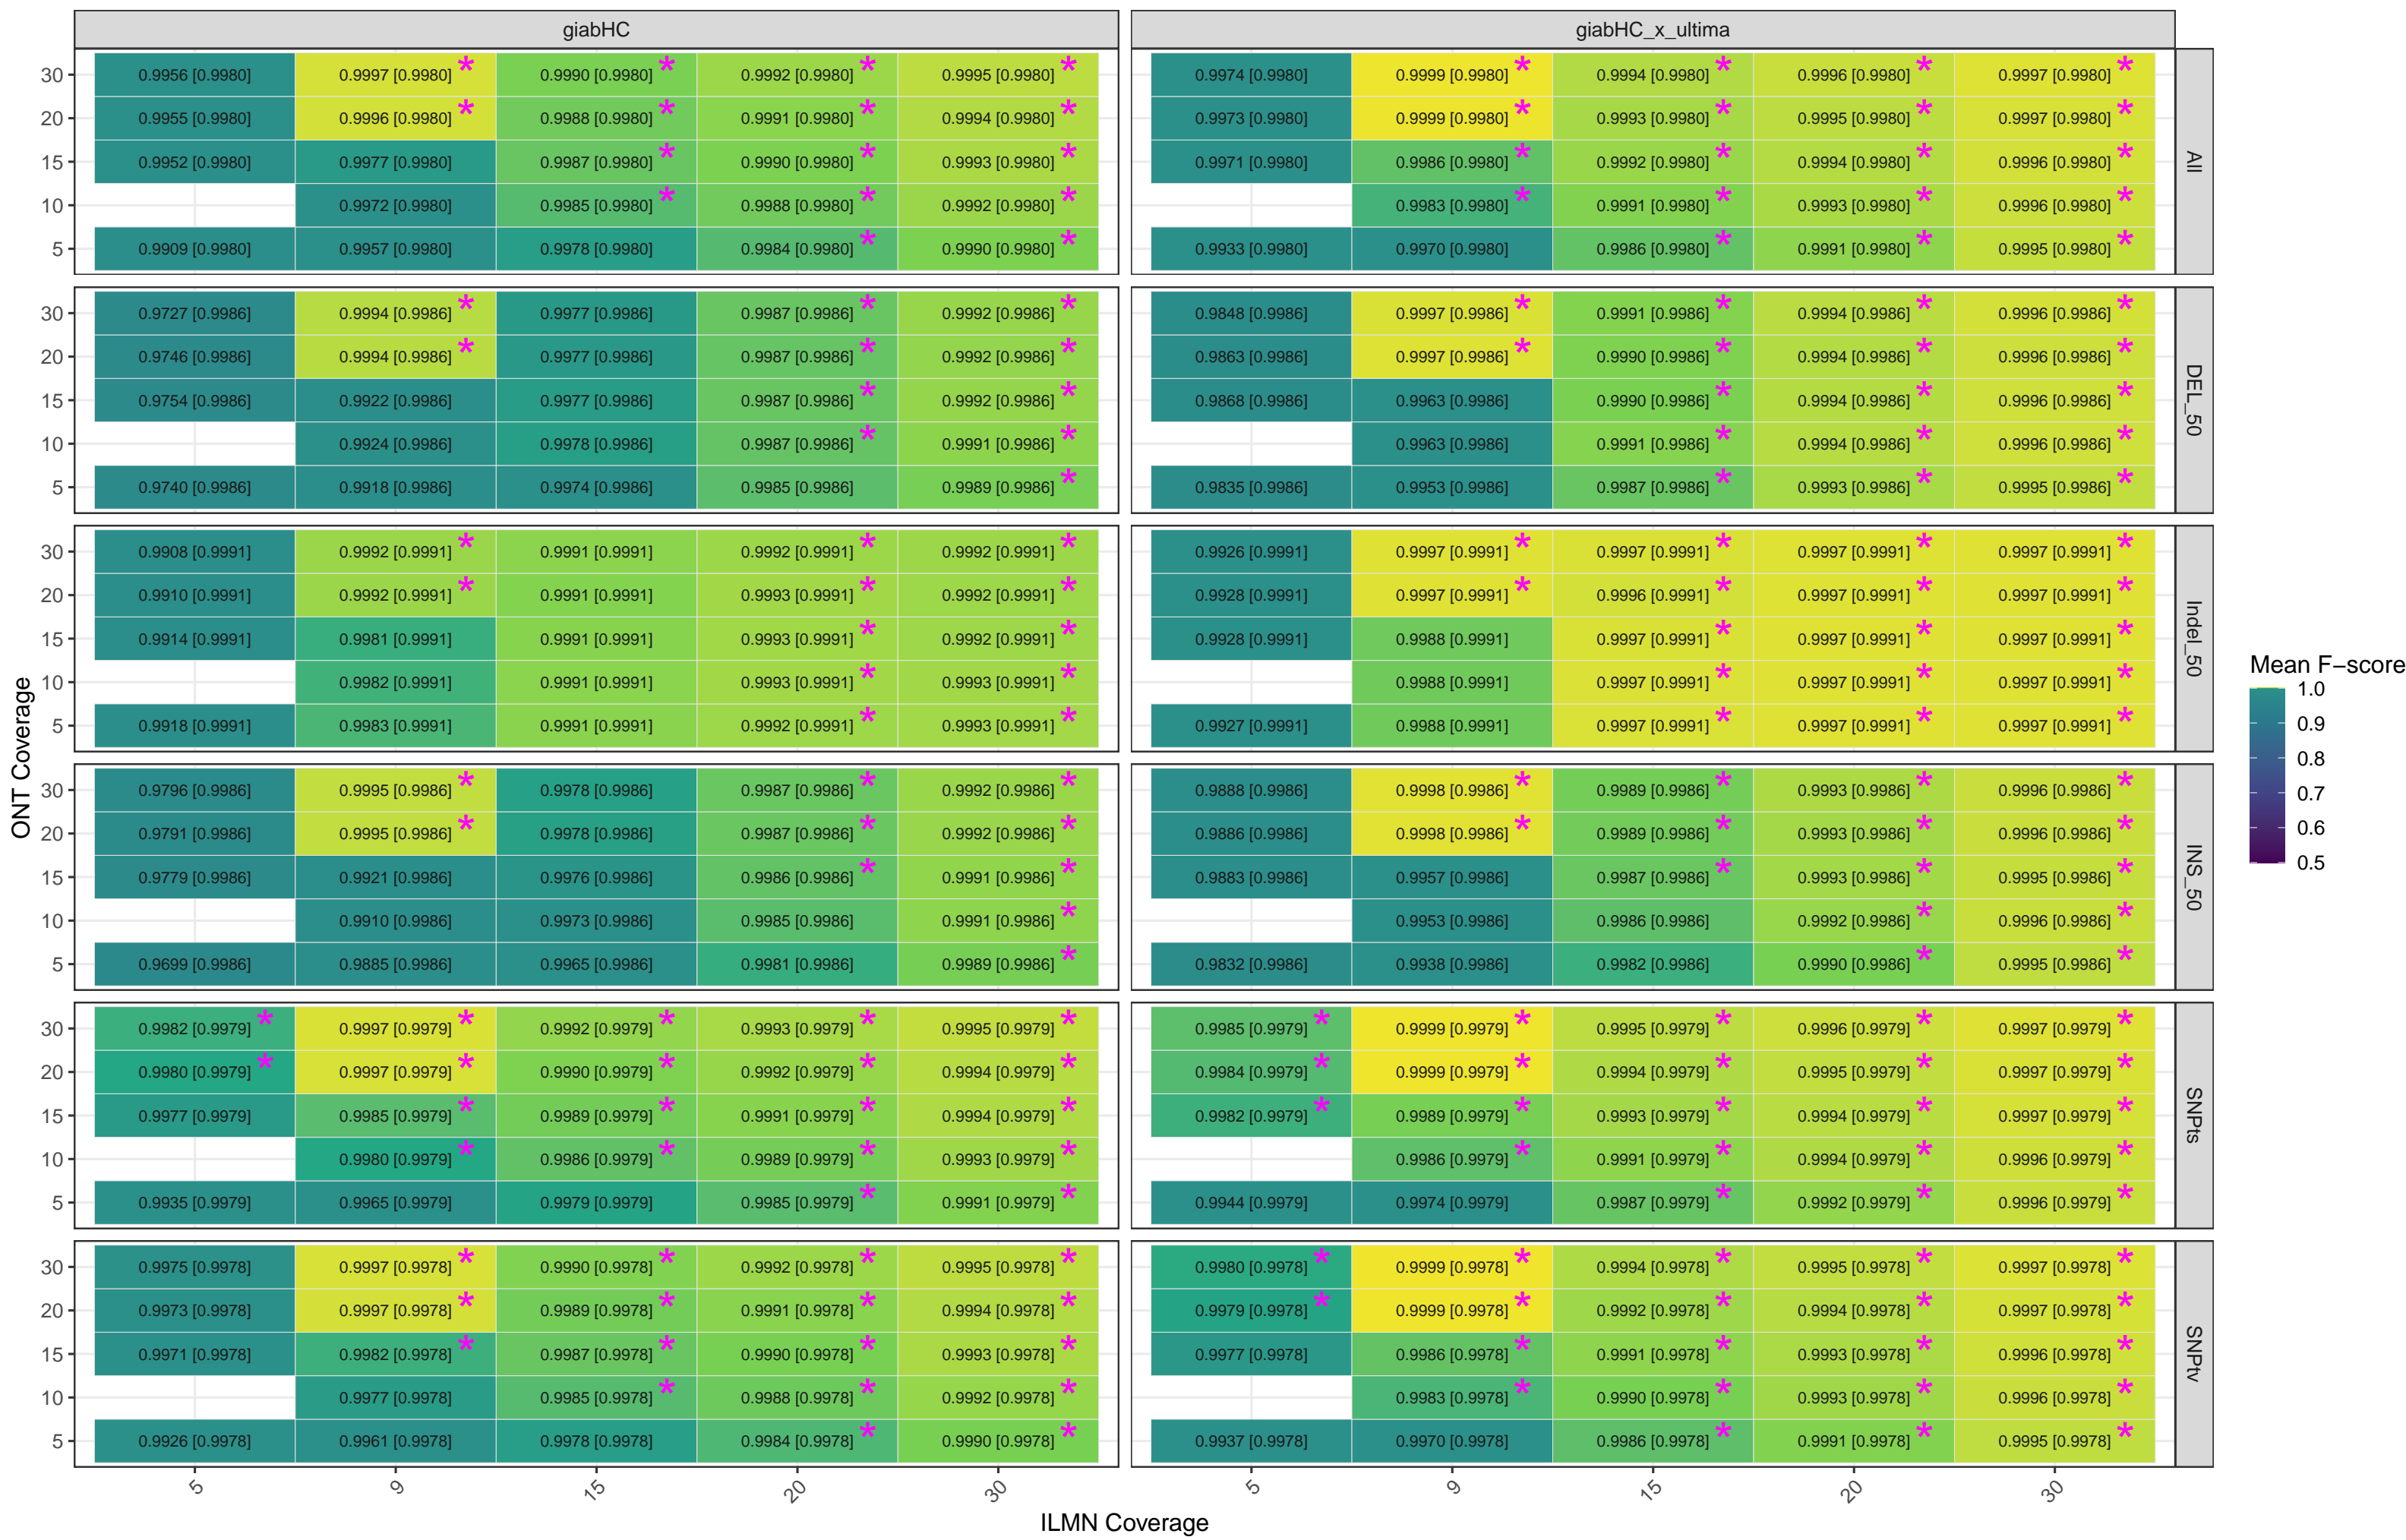 giabHC giabHC_x_ultima
30 0.9956 [0.9980] 0.9997 [0.9980] * 0.9990 [0.9980] * 0.9992 [0.9980] * 0.9995 [0.9980] * 0.9974 [0.9980] 0.9999 [0.9980] * 0.9994 [0.9980] * 0.9996 [0.9980] * 0.9997 [0.9980] *
20 0.9955 [0.9980] 0.9996 [0.9980] * 0.9988 [0.9980] * 0.9991 [0.9980] * 0.9994 [0.9980] * 0.9973 [0.9980] 0.9999 [0.9980] * 0.9993 [0.9980] * 0.9995 [0.9980] * 0.9997 [0.9980] *
15 0.9952 [0.9980] 0.9977 [0.9980] 0.9987 [0.9980] * 0.9990 [0.9980] * 0.9993 [0.9980] * 0.9971 [0.9980] 0.9986 [0.9980] * 0.9992 [0.9980] * 0.9994 [0.9980] * 0.9996 [0.9980] *
10 0.9972 [0.9980] 0.9985 [0.9980] * 0.9988 [0.9980] * 0.9992 [0.9980] * 0.9983 [0.9980] * 0.9991 [0.9980] * 0.9993 [0.9980] * 0.9996 [0.9980] *
5 0.9909 [0.9980] 0.9957 [0.9980] 0.9978 [0.9980] 0.9984 [0.9980] * 0.9990 [0.9980] * 0.9933 [0.9980] 0.9970 [0.9980] 0.9986 [0.9980] * 0.9991 [0.9980] * 0.9995 [0.9980] *
All
30 0.9727 [0.9986] 0.9994 [0.9986] * 0.9977 [0.9986] 0.9987 [0.9986] * 0.9992 [0.9986] * 0.9848 [0.9986] 0.9997 [0.9986] * 0.9991 [0.9986] * 0.9994 [0.9986] * 0.9996 [0.9986] *
20 0.9746 [0.9986] 0.9994 [0.9986] * 0.9977 [0.9986] 0.9987 [0.9986] * 0.9992 [0.9986] * 0.9863 [0.9986] 0.9997 [0.9986] * 0.9990 [0.9986] * 0.9994 [0.9986] * 0.9996 [0.9986] *
15 0.9754 [0.9986] 0.9922 [0.9986] 0.9977 [0.9986] 0.9987 [0.9986] * 0.9992 [0.9986] * 0.9868 [0.9986] 0.9963 [0.9986] 0.9990 [0.9986] * 0.9994 [0.9986] * 0.9996 [0.9986] *
10 0.9924 [0.9986] 0.9978 [0.9986] 0.9987 [0.9986] * 0.9991 [0.9986] * 0.9963 [0.9986] 0.9991 [0.9986] * 0.9994 [0.9986] * 0.9996 [0.9986] *
5 0.9740 [0.9986] 0.9918 [0.9986] 0.9974 [0.9986] 0.9985 [0.9986] 0.9989 [0.9986] * 0.9835 [0.9986] 0.9953 [0.9986] 0.9987 [0.9986] * 0.9993 [0.9986] * 0.9995 [0.9986] *
DEL_50
30 0.9908 [0.9991] 0.9992 [0.9991] * 0.9991 [0.9991] 0.9992 [0.9991] * 0.9992 [0.9991] * 0.9926 [0.9991] 0.9997 [0.9991] * 0.9997 [0.9991] * 0.9997 [0.9991] * 0.9997 [0.9991] *
20 0.9910 [0.9991] 0.9992 [0.9991] * 0.9991 [0.9991] 0.9993 [0.9991] * 0.9992 [0.9991] * 0.9928 [0.9991] 0.9997 [0.9991] * 0.9996 [0.9991] * 0.9997 [0.9991] * 0.9997 [0.9991] *
15 0.9914 [0.9991] 0.9981 [0.9991] 0.9991 [0.9991] 0.9993 [0.9991] * 0.9992 [0.9991] * 0.9928 [0.9991] 0.9988 [0.9991] 0.9997 [0.9991] * 0.9997 [0.9991] * 0.9997 [0.9991] *
10 0.9982 [0.9991] 0.9991 [0.9991] 0.9993 [0.9991] * 0.9993 [0.9991] * 0.9988 [0.9991] 0.9997 [0.9991] * 0.9997 [0.9991] * 0.9997 [0.9991] *
5 0.9918 [0.9991] 0.9983 [0.9991] 0.9991 [0.9991] 0.9992 [0.9991] * 0.9993 [0.9991] * 0.9927 [0.9991] 0.9988 [0.9991] 0.9997 [0.9991] * 0.9997 [0.9991] * 0.9997 [0.9991] *
Indel_50
30 0.9796 [0.9986] 0.9995 [0.9986] * 0.9978 [0.9986] 0.9987 [0.9986] * 0.9992 [0.9986] * 0.9888 [0.9986] 0.9998 [0.9986] * 0.9989 [0.9986] * 0.9993 [0.9986] * 0.9996 [0.9986] *
20 0.9791 [0.9986] 0.9995 [0.9986] * 0.9978 [0.9986] 0.9987 [0.9986] * 0.9992 [0.9986] * 0.9886 [0.9986] 0.9998 [0.9986] * 0.9989 [0.9986] * 0.9993 [0.9986] * 0.9996 [0.9986] *
15 0.9779 [0.9986] 0.9921 [0.9986] 0.9976 [0.9986] 0.9986 [0.9986] * 0.9991 [0.9986] * 0.9883 [0.9986] 0.9957 [0.9986] 0.9987 [0.9986] * 0.9993 [0.9986] * 0.9995 [0.9986] *
10 0.9910 [0.9986] 0.9973 [0.9986] 0.9985 [0.9986] 0.9991 [0.9986] * 0.9953 [0.9986] 0.9986 [0.9986] 0.9992 [0.9986] * 0.9996 [0.9986] *
5 0.9699 [0.9986] 0.9885 [0.9986] 0.9965 [0.9986] 0.9981 [0.9986] 0.9989 [0.9986] * 0.9832 [0.9986] 0.9938 [0.9986] 0.9982 [0.9986] 0.9990 [0.9986] * 0.9995 [0.9986] *
INS_50
30 0.9982 [0.9979] * 0.9997 [0.9979] * 0.9992 [0.9979] * 0.9993 [0.9979] * 0.9995 [0.9979] * 0.9985 [0.9979] * 0.9999 [0.9979] * 0.9995 [0.9979] * 0.9996 [0.9979] * 0.9997 [0.9979] *
20 0.9980 [0.9979] * 0.9997 [0.9979] * 0.9990 [0.9979] * 0.9992 [0.9979] * 0.9994 [0.9979] * 0.9984 [0.9979] * 0.9999 [0.9979] * 0.9994 [0.9979] * 0.9995 [0.9979] * 0.9997 [0.9979] *
15 0.9977 [0.9979] 0.9985 [0.9979] * 0.9989 [0.9979] * 0.9991 [0.9979] * 0.9994 [0.9979] * 0.9982 [0.9979] * 0.9989 [0.9979] * 0.9993 [0.9979] * 0.9994 [0.9979] * 0.9997 [0.9979] *
10 0.9980 [0.9979] * 0.9986 [0.9979] * 0.9989 [0.9979] * 0.9993 [0.9979] * 0.9986 [0.9979] * 0.9991 [0.9979] * 0.9994 [0.9979] * 0.9996 [0.9979] *
5 0.9935 [0.9979] 0.9965 [0.9979] 0.9979 [0.9979] 0.9985 [0.9979] * 0.9991 [0.9979] * 0.9944 [0.9979] 0.9974 [0.9979] 0.9987 [0.9979] * 0.9992 [0.9979] * 0.9996 [0.9979] *
SNPts
30 0.9975 [0.9978] 0.9997 [0.9978] * 0.9990 [0.9978] * 0.9992 [0.9978] * 0.9995 [0.9978] * 0.9980 [0.9978] * 0.9999 [0.9978] * 0.9994 [0.9978] * 0.9995 [0.9978] * 0.9997 [0.9978] *
20 0.9973 [0.9978] 0.9997 [0.9978] * 0.9989 [0.9978] * 0.9991 [0.9978] * 0.9994 [0.9978] * 0.9979 [0.9978] * 0.9999 [0.9978] * 0.9992 [0.9978] * 0.9994 [0.9978] * 0.9997 [0.9978] *
15 0.9971 [0.9978] 0.9982 [0.9978] * 0.9987 [0.9978] * 0.9990 [0.9978] * 0.9993 [0.9978] * 0.9977 [0.9978] 0.9986 [0.9978] * 0.9991 [0.9978] * 0.9993 [0.9978] * 0.9996 [0.9978] *
10 0.9977 [0.9978] 0.9985 [0.9978] * 0.9988 [0.9978] * 0.9992 [0.9978] * 0.9983 [0.9978] * 0.9990 [0.9978] * 0.9993 [0.9978] * 0.9996 [0.9978] *
5 0.9926 [0.9978] 0.9961 [0.9978] 0.9978 [0.9978] 0.9984 [0.9978] * 0.9990 [0.9978] * 0.9937 [0.9978] 0.9970 [0.9978] 0.9986 [0.9978] * 0.9991 [0.9978] * 0.9995 [0.9978] *
SNPtv
5 9 15 20 30 5 9 15 20 30
ILMN Coverage
ONT Coverage
Mean F−score
1.0
0.9
0.8
0.7
0.6
0.5